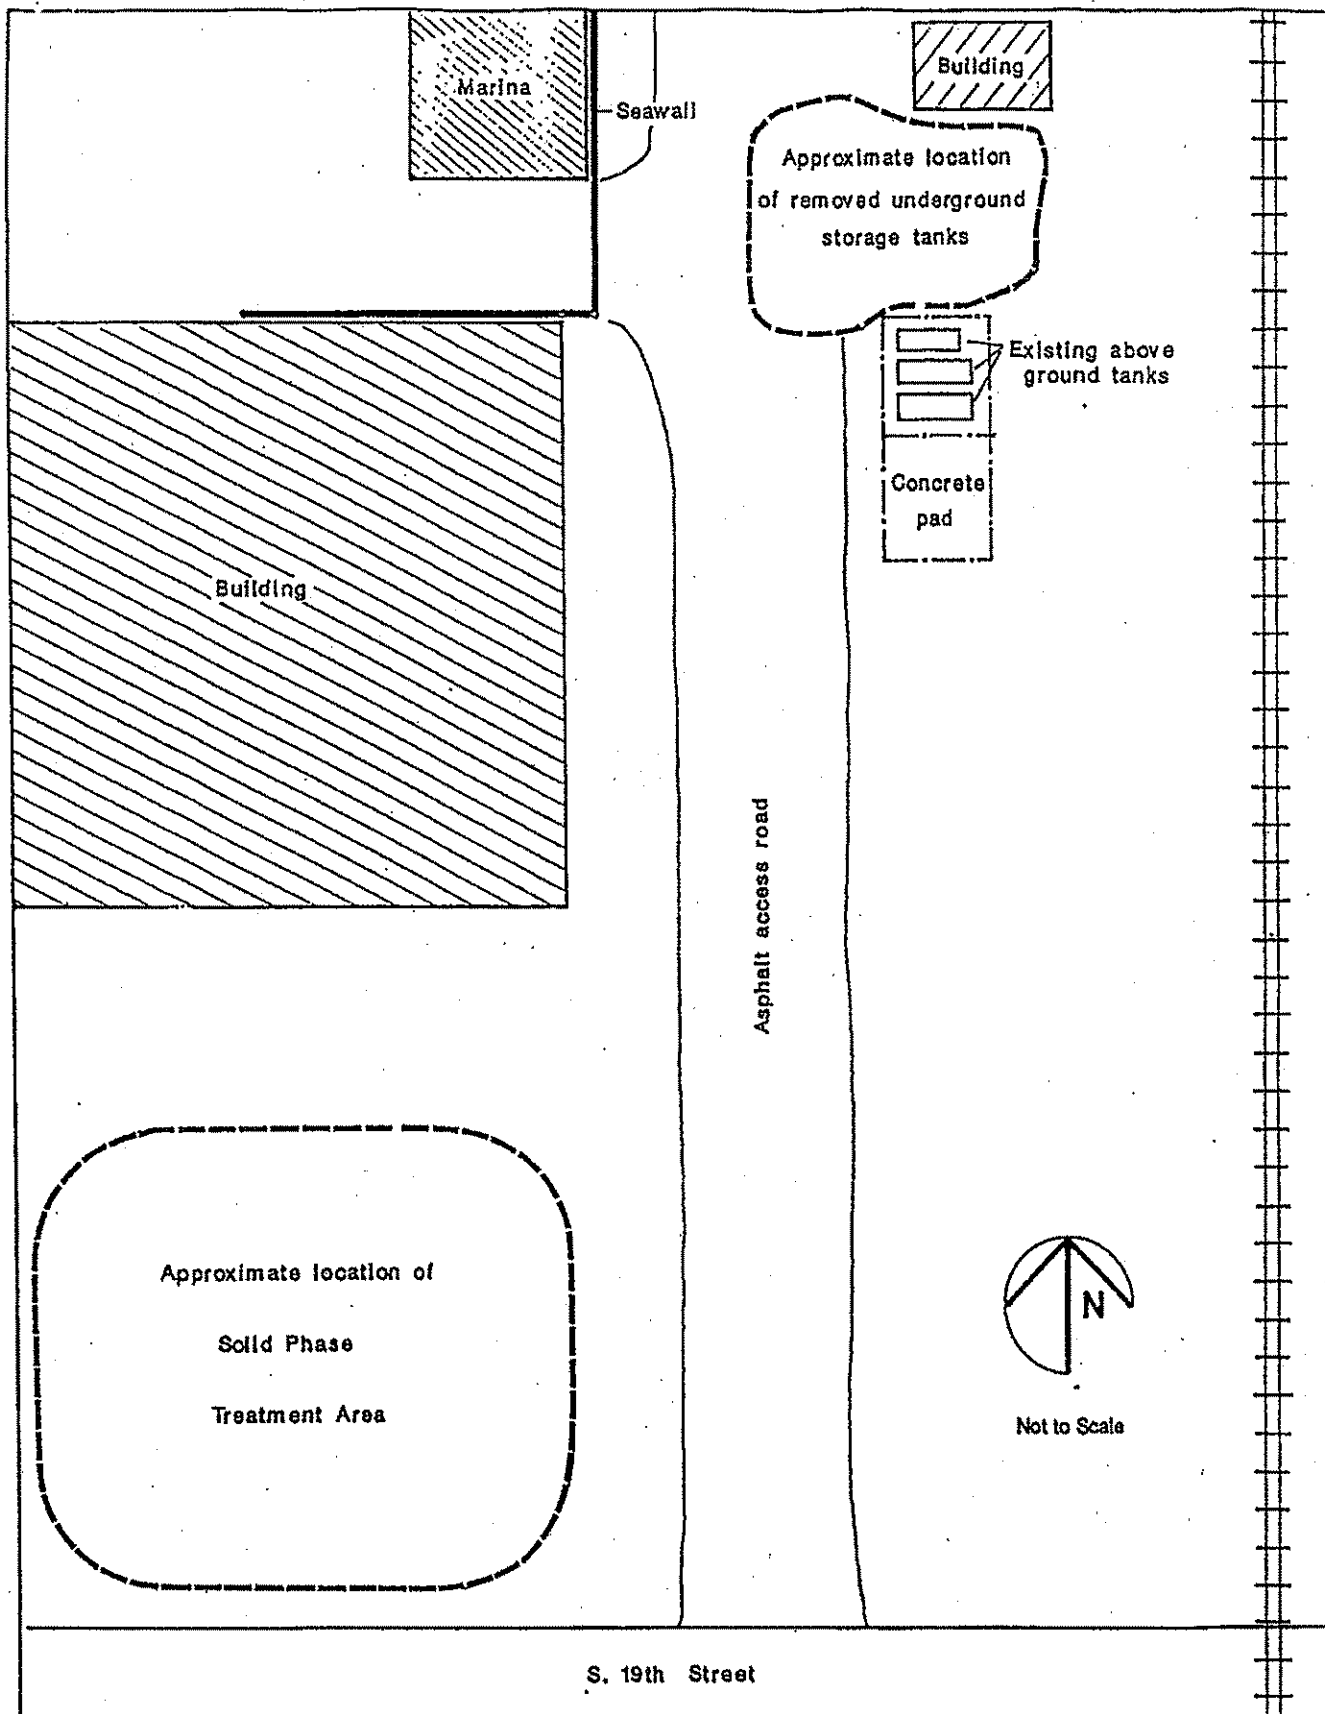 Marina
Seawall
Building
Approximate location
of removed underground
storage tanks
Existing above
ground tanks
Concrete
pad
Building
Asphalt access road
Approximate location of
Solid Phase
Treatment Area
N
Not to Scale
S. 19th Street